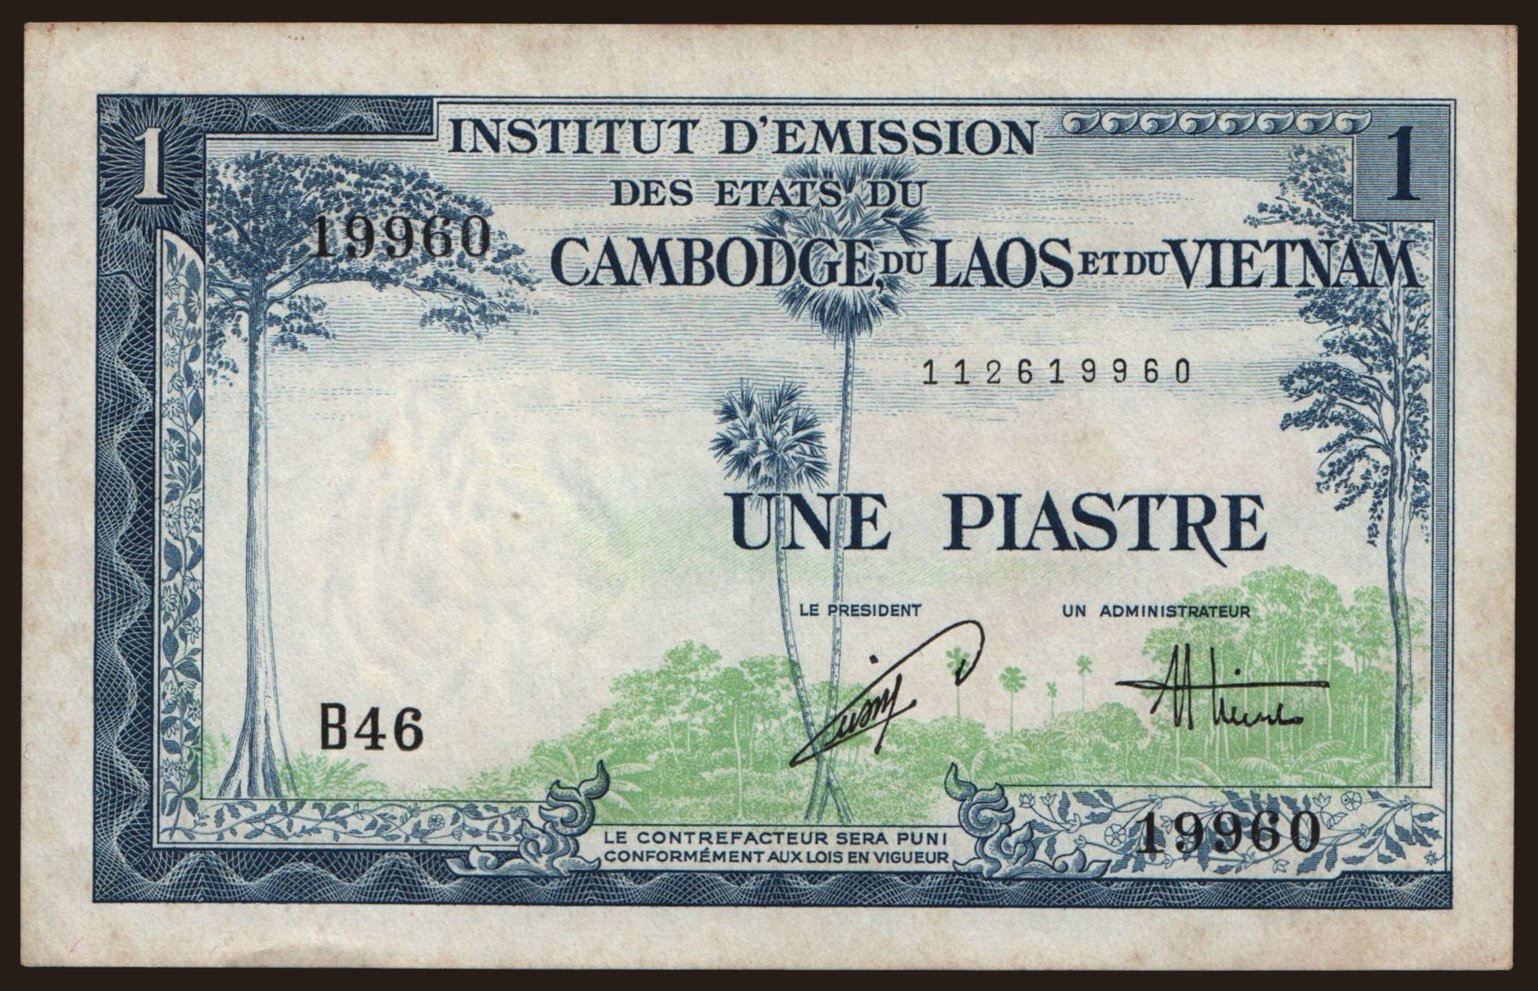 1
INSTITUT D'EMISSION
1
DES ETATS DU
19960
CAMBODGE, DU LAOS ET DU VIETNAM
112619960
UNE PIASTRE
LE PRESIDENT
UN ADMINISTRATEUR
B46
LE CONTREFACTEUR SERA PUNI
CONFORMÉMENT AUX LOIS EN VIGUEUR
19960